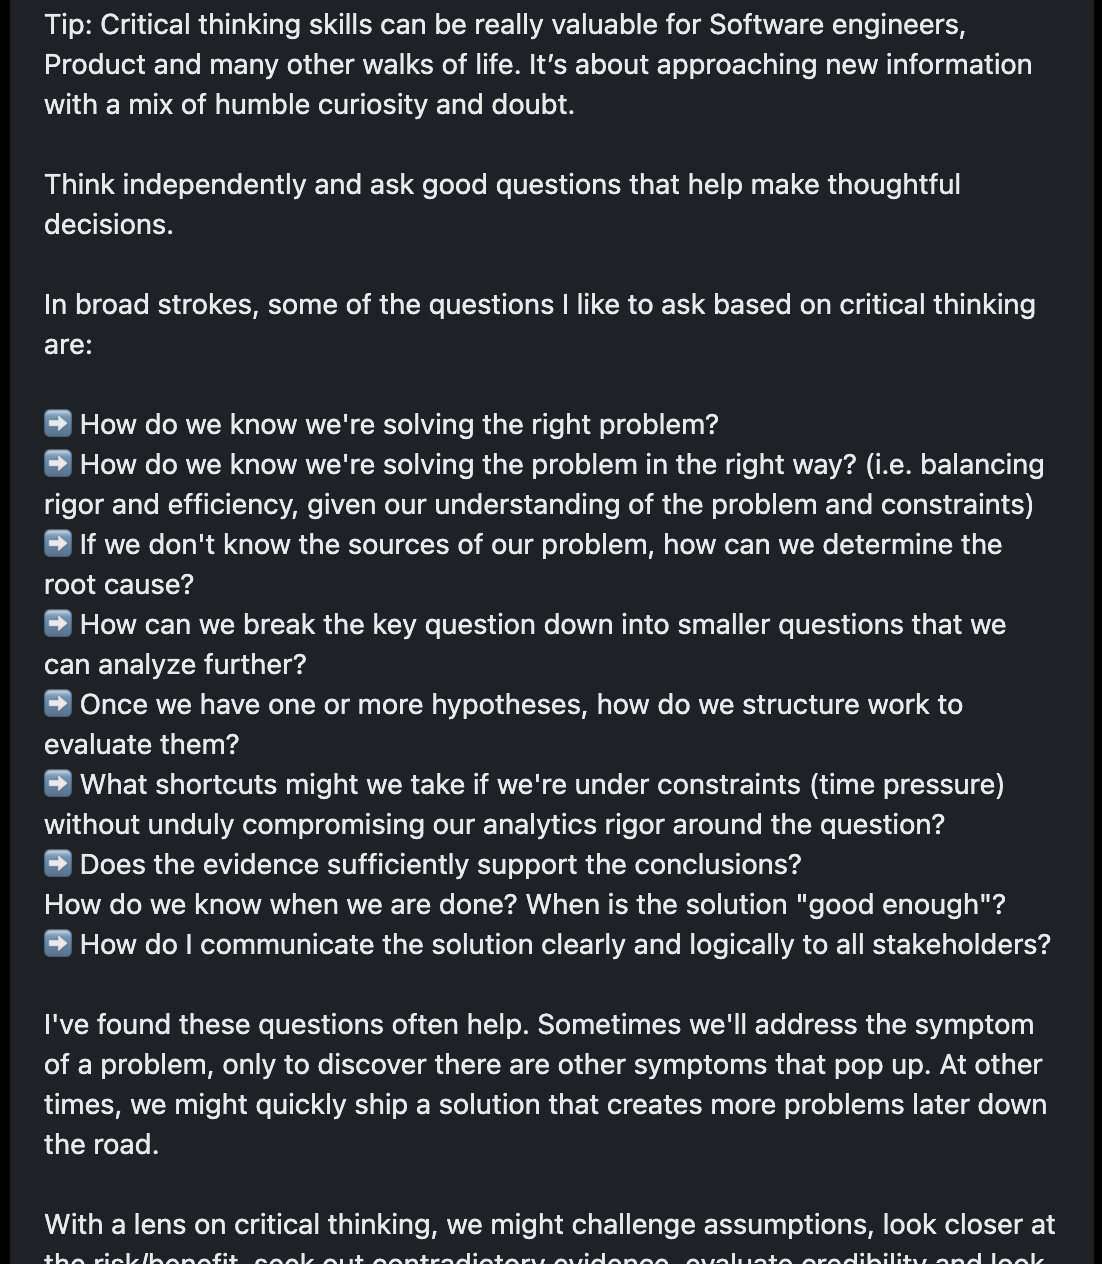 Tip: Critical thinking skills can be really valuable for Software engineers,
Product and many other walks of life. It’s about approaching new information
with a mix of humble curiosity and doubt.
Think independently and ask good questions that help make thoughtful
decisions.
In broad strokes, some of the questions I like to ask based on critical thinking
are:
➡️ How do we know we're solving the right problem?
➡️ How do we know we're solving the problem in the right way? (i.e. balancing
rigor and efficiency, given our understanding of the problem and constraints)
➡️ If we don't know the sources of our problem, how can we determine the
root cause?
➡️ How can we break the key question down into smaller questions that we
can analyze further?
➡️ Once we have one or more hypotheses, how do we structure work to
evaluate them?
➡️ What shortcuts might we take if we're under constraints (time pressure)
without unduly compromising our analytics rigor around the question?
➡️ Does the evidence sufficiently support the conclusions?
How do we know when we are done? When is the solution "good enough"?
➡️ How do I communicate the solution clearly and logically to all stakeholders?
I've found these questions often help. Sometimes we'll address the symptom
of a problem, only to discover there are other symptoms that pop up. At other
times, we might quickly ship a solution that creates more problems later down
the road.
With a lens on critical thinking, we might challenge assumptions, look closer at
the risk/benefit, seek out contradictory evidence, evaluate credibility and look